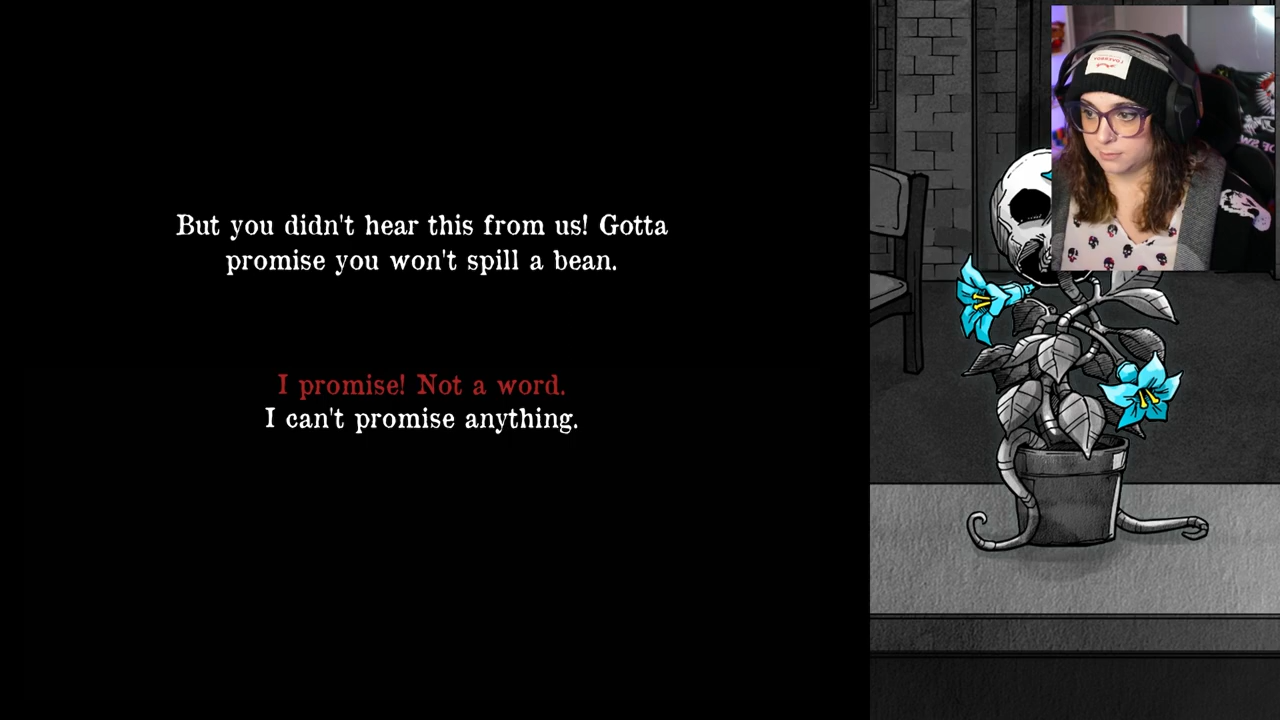 But you didn't hear this from us! Gotta
promise you won't spill a bean.
I promise! Not a word.
I can't promise anything.